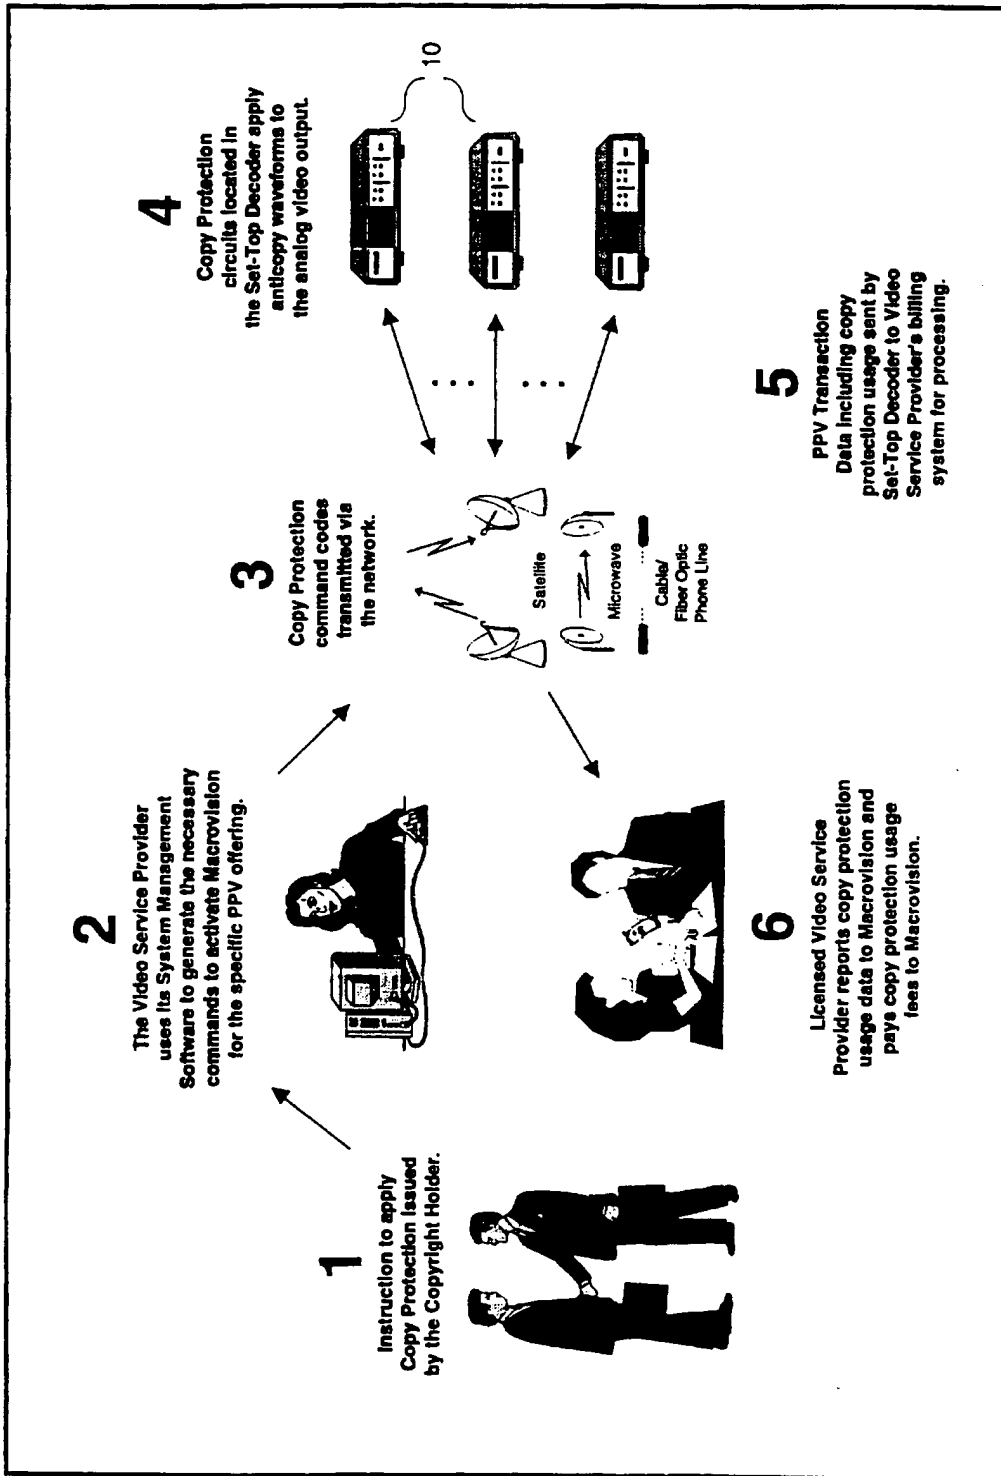 1
Instruction to apply
Copy Protection issued
by the Copyright Holder.
2
The Video Service Provider
uses its System Management
Software to generate the necessary
commands to activate Macrovision
for the specific PPV offering.
3
Copy Protection
command codes
transmitted via
the network.
Satellite
Microwave
Cable/
Fiber Optic
Phone Line
4
Copy Protection
circuits located in
the Set-Top Decoder apply
anticopy waveforms to
the analog video output.
10
5
PPV Transaction
Data including copy
protection usage sent by
Set-Top Decoder to Video
Service Provider's billing
system for processing.
6
Licensed Video Service
Provider reports copy protection
usage data to Macrovision and
pays copy protection usage
fees to Macrovision.